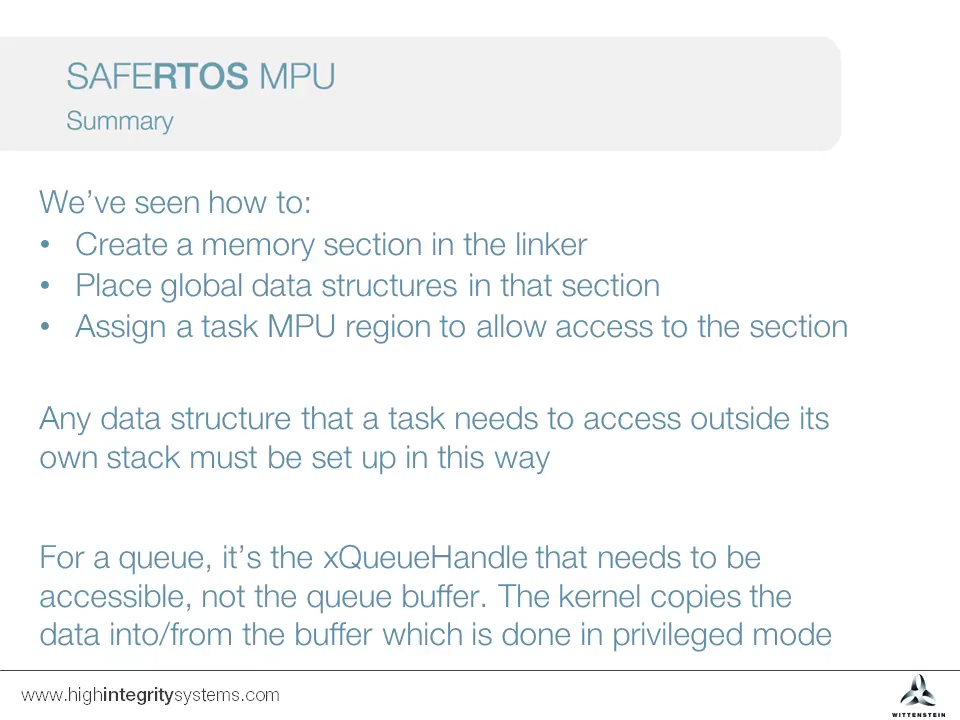 SAFERTOS MPU
Summary
We’ve seen how to:
• Create a memory section in the linker
• Place global data structures in that section
• Assign a task MPU region to allow access to the section
Any data structure that a task needs to access outside its
own stack must be set up in this way
For a queue, it’s the xQueueHandle that needs to be
accessible, not the queue buffer. The kernel copies the
data into/from the buffer which is done in privileged mode
www.highintegritysystems.com
WITTENSTEIN